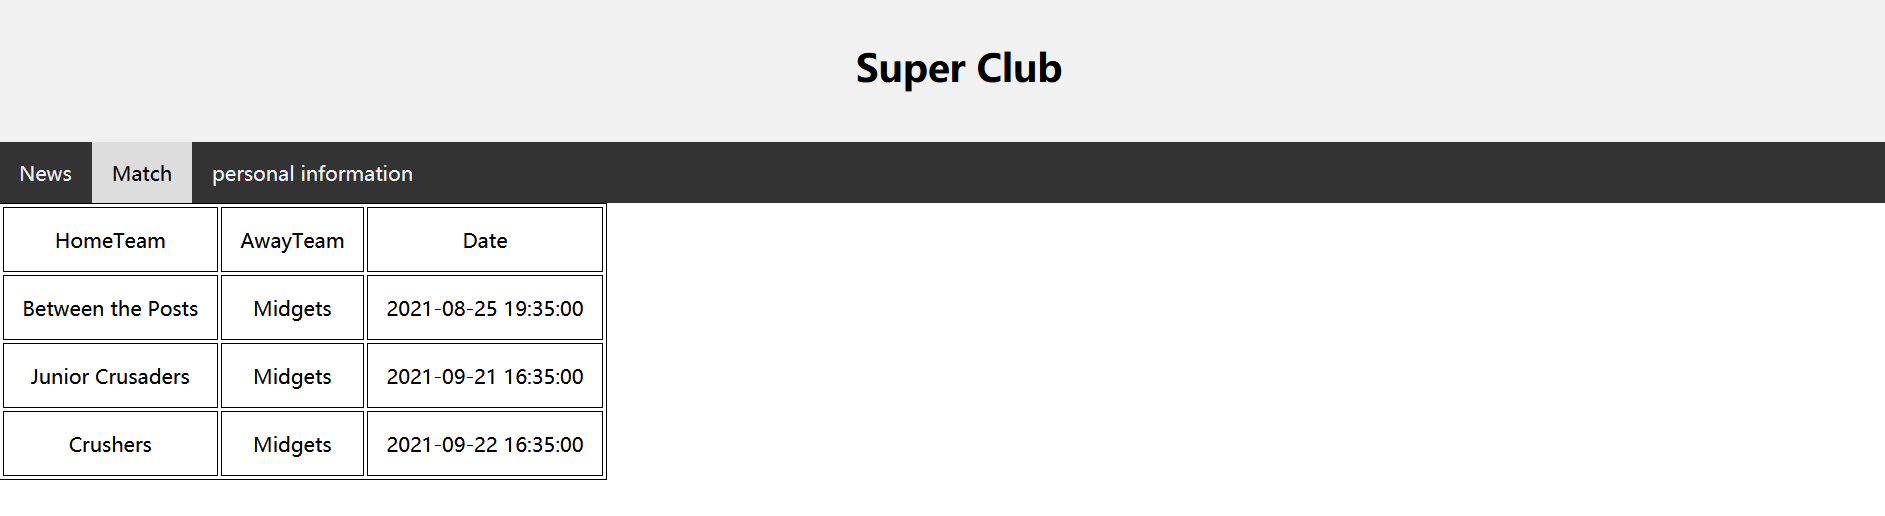 Super Club
News Match personal information
HomeTeam AwayTeam Date
Between the Posts Midgets 2021-08-25 19:35:00
Junior Crusaders Midgets 2021-09-21 16:35:00
Crushers Midgets 2021-09-22 16:35:00